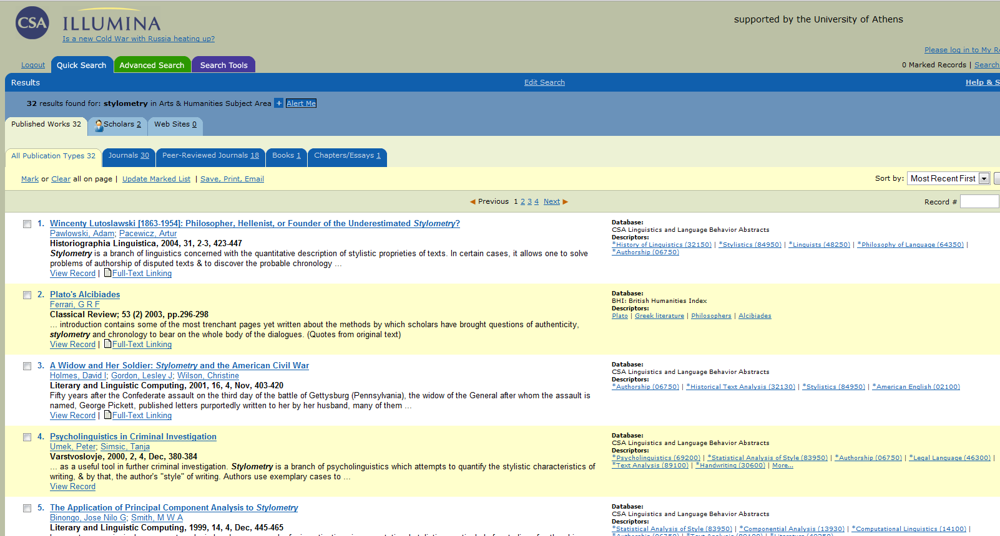 CSA ILLUMINA
supported by the University of Athens
Is a new Cold War with Russia heating up?
Please log in to My R
Logout Quick Search Advanced Search Search Tools
0 Marked Records | Search
Results Edit Search Help & S
32 results found for: stylometry in Arts & Humanities Subject Area + Alert Me
Published Works 32 Scholars 2 Web Sites 0
All Publication Types 32 Journals 30 Peer-Reviewed Journals 18 Books 1 Chapters/Essays 1
Mark or Clear all on page | Update Marked List | Save, Print, Email Sort by: Most Recent First
Previous 1 2 3 4 Next Record #
1. Wincenty Lutoslawski [1863-1954]: Philosopher, Hellenist, or Founder of the Underestimated Stylometry?
Pawlowski, Adam; Pacewicz, Artur
Historiographia Linguistica, 2004, 31, 2-3, 423-447
Stylometry is a branch of linguistics concerned with the quantitative description of stylistic proprieties of texts. In certain cases, it allows one to solve
problems of authorship of disputed texts & to discover the probable chronology ...
View Record | Full-Text Linking
Database:
CSA Linguistics and Language Behavior Abstracts
Descriptors:
*History of Linguistics (32150) | *Stylistics (84950) | *Linguists (48250) | *Philosophy of Language (64350) |
*Authorship (06750)
2. Plato's Alcibiades
Ferrari, G R F
Classical Review; 53 (2) 2003, pp.296-298
... introduction contains some of the most trenchant pages yet written about the methods by which scholars have brought questions of authenticity,
stylometry and chronology to bear on the whole body of the dialogues. (Quotes from original text)
View Record | Full-Text Linking
Database:
BHI: British Humanities Index
Descriptors:
Plato | Greek literature | Philosophers | Alcibiades
3. A Widow and Her Soldier: Stylometry and the American Civil War
Holmes, David I; Gordon, Lesley J; Wilson, Christine
Literary and Linguistic Computing, 2001, 16, 4, Nov, 403-420
Fifty years after the Confederate assault on the third day of the battle of Gettysburg (Pennsylvania), the widow of the General after whom the assault is
named, George Pickett, published letters purportedly written to her by her husband, many of them ...
View Record | Full-Text Linking
Database:
CSA Linguistics and Language Behavior Abstracts
Descriptors:
*Authorship (06750) | *Historical Text Analysis (32130) | *Stylistics (84950) | *American English (02100)
4. Psycholinguistics in Criminal Investigation
Umek, Peter; Simsic, Tanja
Varstvoslovje, 2000, 2, 4, Dec, 380-384
... as a useful tool in further criminal investigation. Stylometry is a branch of psycholinguistics which attempts to quantify the stylistic characteristics of
writing, & by that, the author's "style" of writing. Authors use exemplary cases to ...
View Record
Database:
CSA Linguistics and Language Behavior Abstracts
Descriptors:
*Psycholinguistics (69200) | *Statistical Analysis of Style (83950) | *Authorship (06750) | *Legal Language (46300) |
*Text Analysis (89100) | *Handwriting (30600) | More...
5. The Application of Principal Component Analysis to Stylometry
Binongo, Jose Nilo G; Smith, M W A
Literary and Linguistic Computing, 1999, 14, 4, Dec, 445-465
Database:
CSA Linguistics and Language Behavior Abstracts
Descriptors:
*Statistical Analysis of Style (83950) | *Componential Analysis (13930) | *Computational Linguistics (14100) |